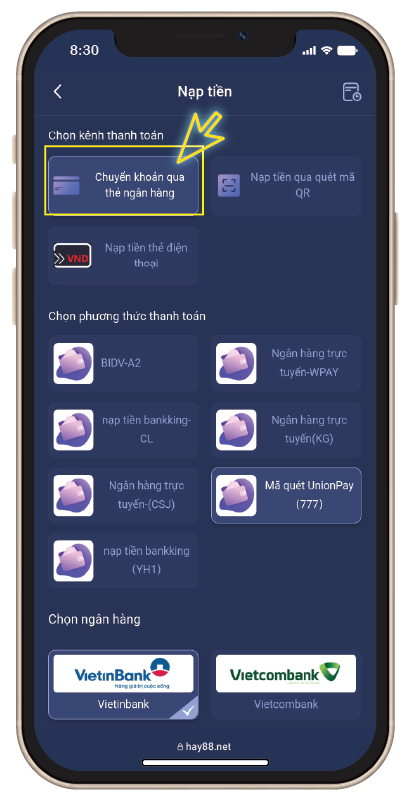 8:30
Nạp tiền
Chọn kênh thanh toán
Chuyển khoản qua
thẻ ngân hàng
Nạp tiền qua quét mã
QR
VND
Nạp tiền thẻ điện
thoại
Chọn phương thức thanh toán
BIDV-A2
Ngân hàng trực
tuyến-WPAY
nạp tiền bankking-
CL
Ngân hàng trực
tuyến(KG)
Ngân hàng trực
tuyến-(CSJ)
Mã quét UnionPay
(777)
nạp tiền bankking
(YH1)
Chọn ngân hàng
VietinBank
Nâng giá trị cuộc sống
Vietcombank
Vietinbank
Vietcombank
hay88.net